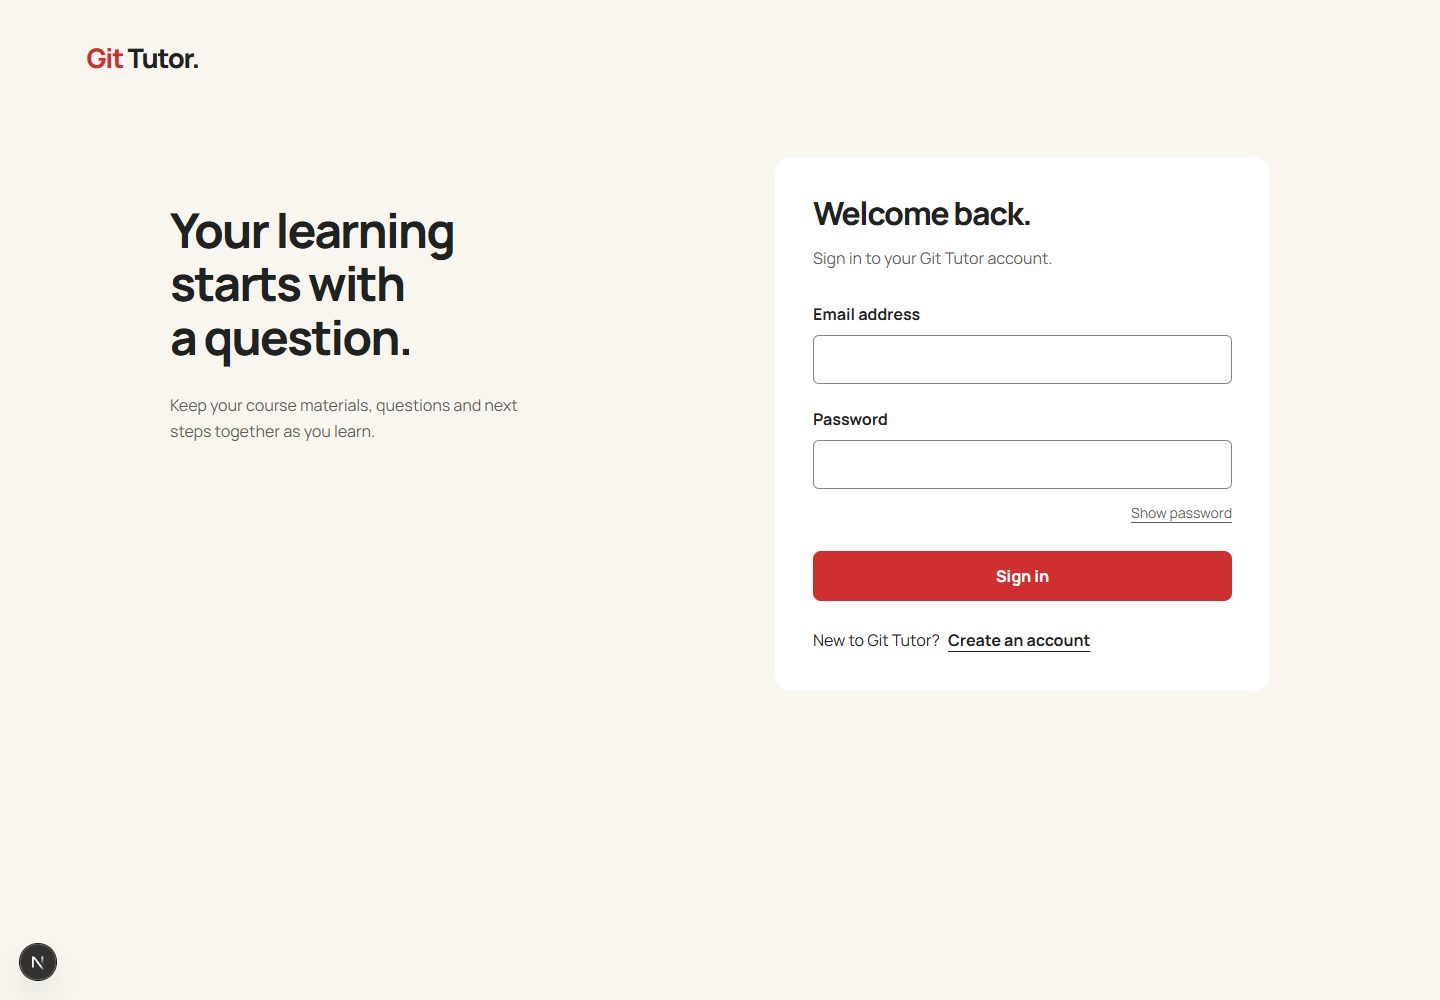 Git Tutor.
Your learning
starts with
a question.
Keep your course materials, questions and next
steps together as you learn.
Welcome back.
Sign in to your Git Tutor account.
Email address
Password
Show password
Sign in
New to Git Tutor? Create an account
N